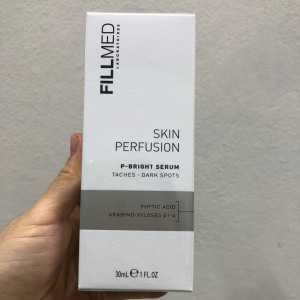 FILLMED
LABORATOIRES
SKIN
PERFUSION
P-BRIGHT SERUM
TACHES - DARK SPOTS
PHYTIC ACID
ARABINO-XYLOSES β1-4
30mL ℮ 1 FL.OZ